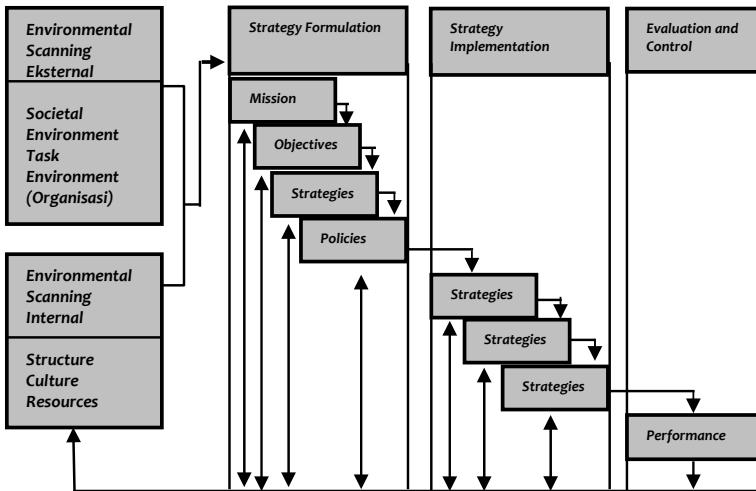 Environmental
Scanning
Eksternal
Societal
Environment
Task
Environment
(Organisasi)
Environmental
Scanning
Internal
Structure
Culture
Resources
Strategy Formulation
Mission
Objectives
Strategies
Policies
Strategy
Implementation
Strategies
Strategies
Strategies
Evaluation and
Control
Performance